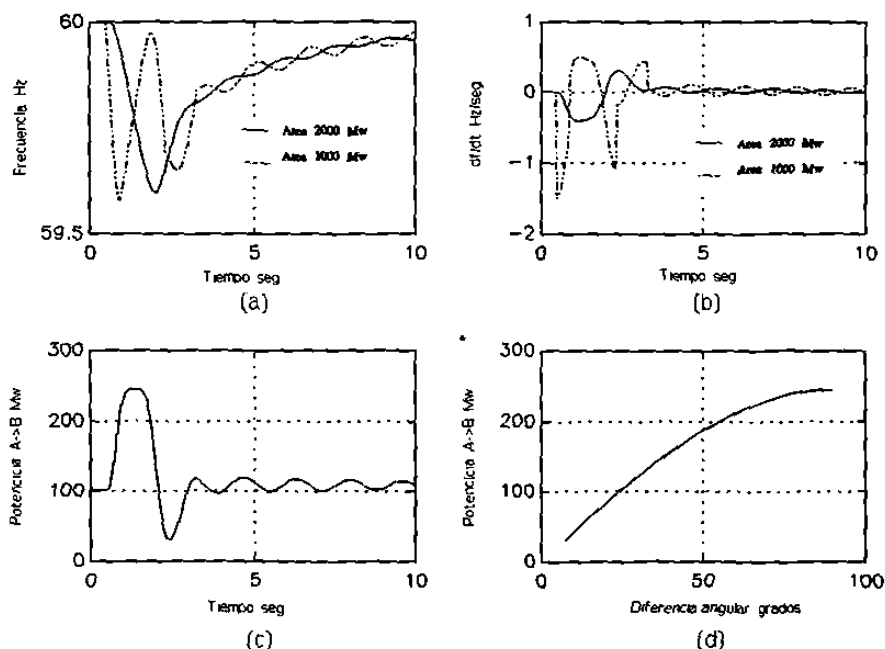 60
Frecuencia Hz
Area 2000 Mw
Area 1000 Mw
59.5
0
5
10
Tiempo seg
(a)
1
df/dt Hz/seg
0
Area 2000 Mw
Area 1000 Mw
-1
-2
0
5
10
Tiempo seg
(b)
300
Potencicia A->B Mw
200
100
0
0
5
10
Tiempo seg
(c)
300
Potencicia A->B Mw
200
100
0
0
50
100
Diferencia angular grados
(d)